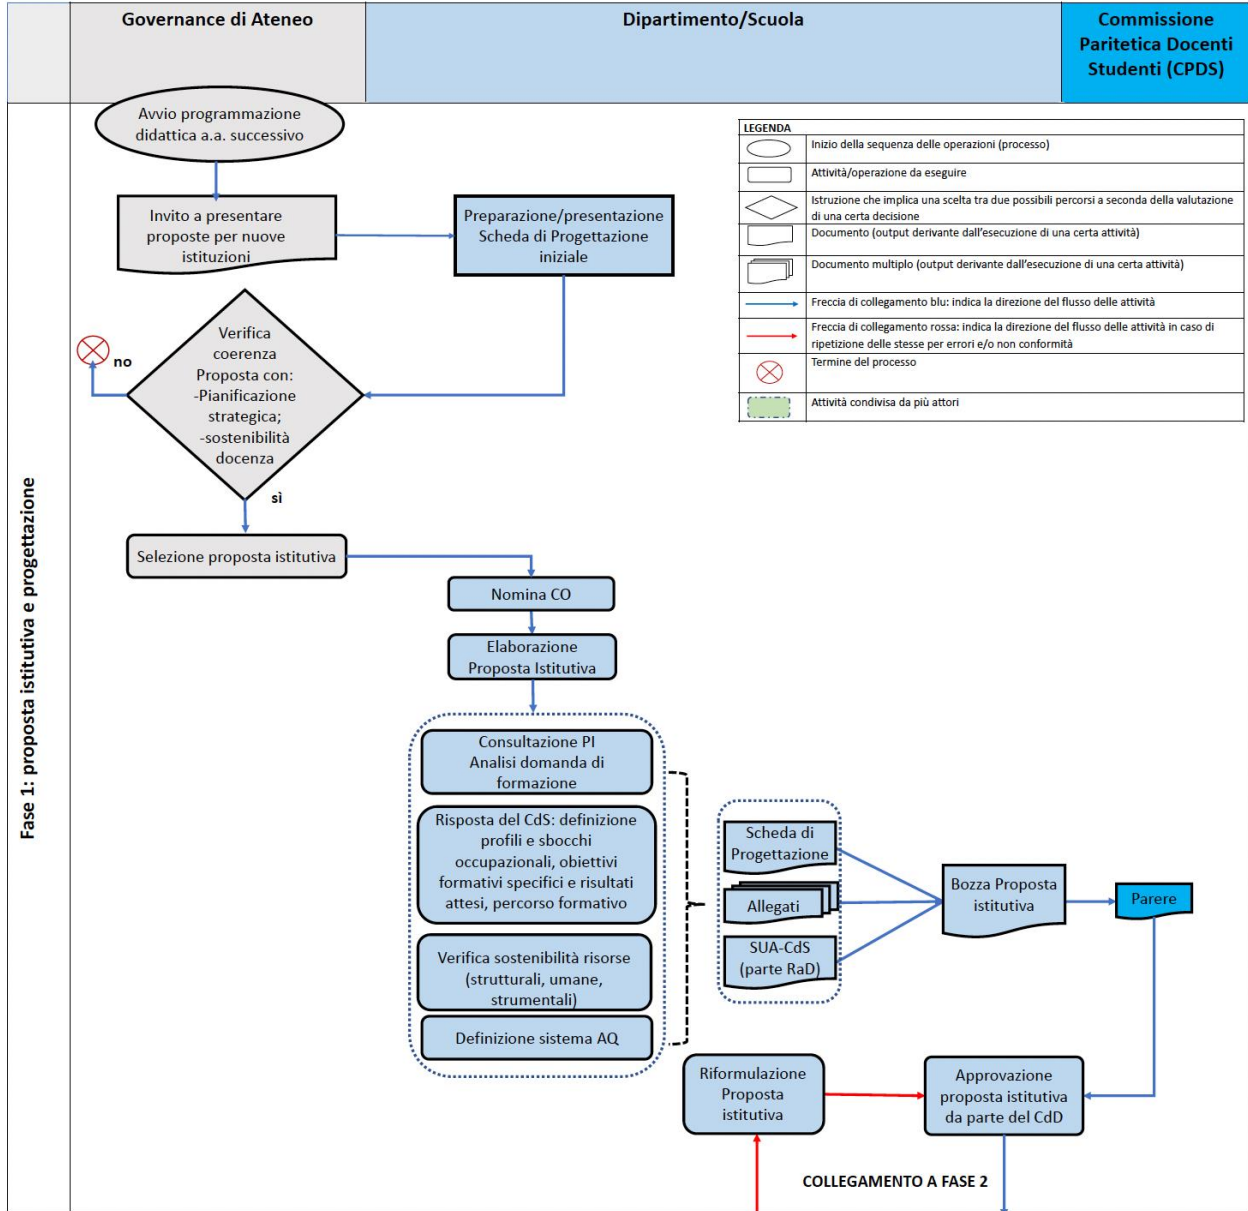 Governance di Ateneo
Dipartimento/Scuola
Commissione
Paritetica Docenti
Studenti (CPDS)
Fase 1: proposta istitutiva e progettazione
Avvio programmazione
didattica a.a. successivo
LEGENDA
Inizio della sequenza delle operazioni (processo)
Attività/operazione da eseguire
Istruzione che implica una scelta tra due possibili percorsi a seconda della valutazione
di una certa decisione
Documento (output derivante dall'esecuzione di una certa attività)
Documento multiplo (output derivante dall'esecuzione di una certa attività)
Freccia di collegamento blu: indica la direzione del flusso delle attività
Freccia di collegamento rossa: indica la direzione del flusso delle attività in caso di
ripetizione delle stesse per errori e/o non conformità
Termine del processo
Attività condivisa da più attori
Invito a presentare
proposte per nuove
istituzioni
Preparazione/presentazione
Scheda di Progettazione
iniziale
Verifica
coerenza
Proposta con:
-Pianificazione
strategica;
-sostenibilità
docenza
no
sì
Selezione proposta istitutiva
Nomina CO
Elaborazione
Proposta Istitutiva
Consultazione PI
Analisi domanda di
formazione
Risposta del CdS: definizione
profili e sbocchi
occupazionali, obiettivi
formativi specifici e risultati
attesi, percorso formativo
Verifica sostenibilità risorse
(strutturali, umane,
strumentali)
Definizione sistema AQ
Scheda di
Progettazione
Allegati
SUA-CdS
(parte RaD)
Bozza Proposta
istitutiva
Parere
Riformulazione
Proposta
istitutiva
Approvazione
proposta istitutiva
da parte del CdD
COLLEGAMENTO A FASE 2